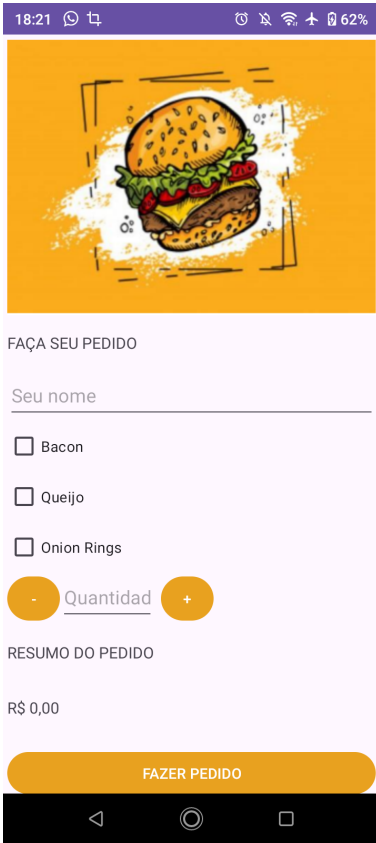 18:21 62%
FAÇA SEU PEDIDO
Seu nome
Bacon
Queijo
Onion Rings
- Quantidad +
RESUMO DO PEDIDO
R$ 0,00
FAZER PEDIDO